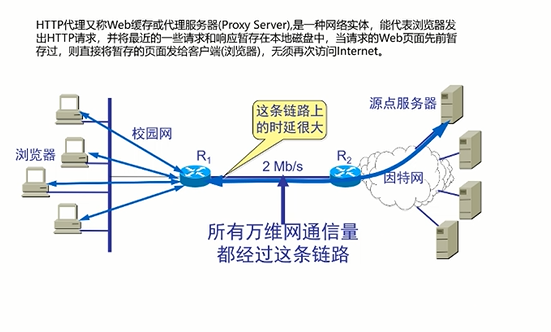 HTTP代理又称Web缓存或代理服务器(Proxy Server),是一种网络实体，能代表浏览器发
出HTTP请求，并将最近的一些请求和响应暂存在本地磁盘中，当请求的Web页面先前暂
存过，则直接将暂存的页面发给客户端(浏览器)，无须再次访问Internet。
这条链路上
的时延很大
源点服务器
校园网
浏览器
R1
2 Mb/s
R2
因特网
所有万维网通信量
都经过这条链路